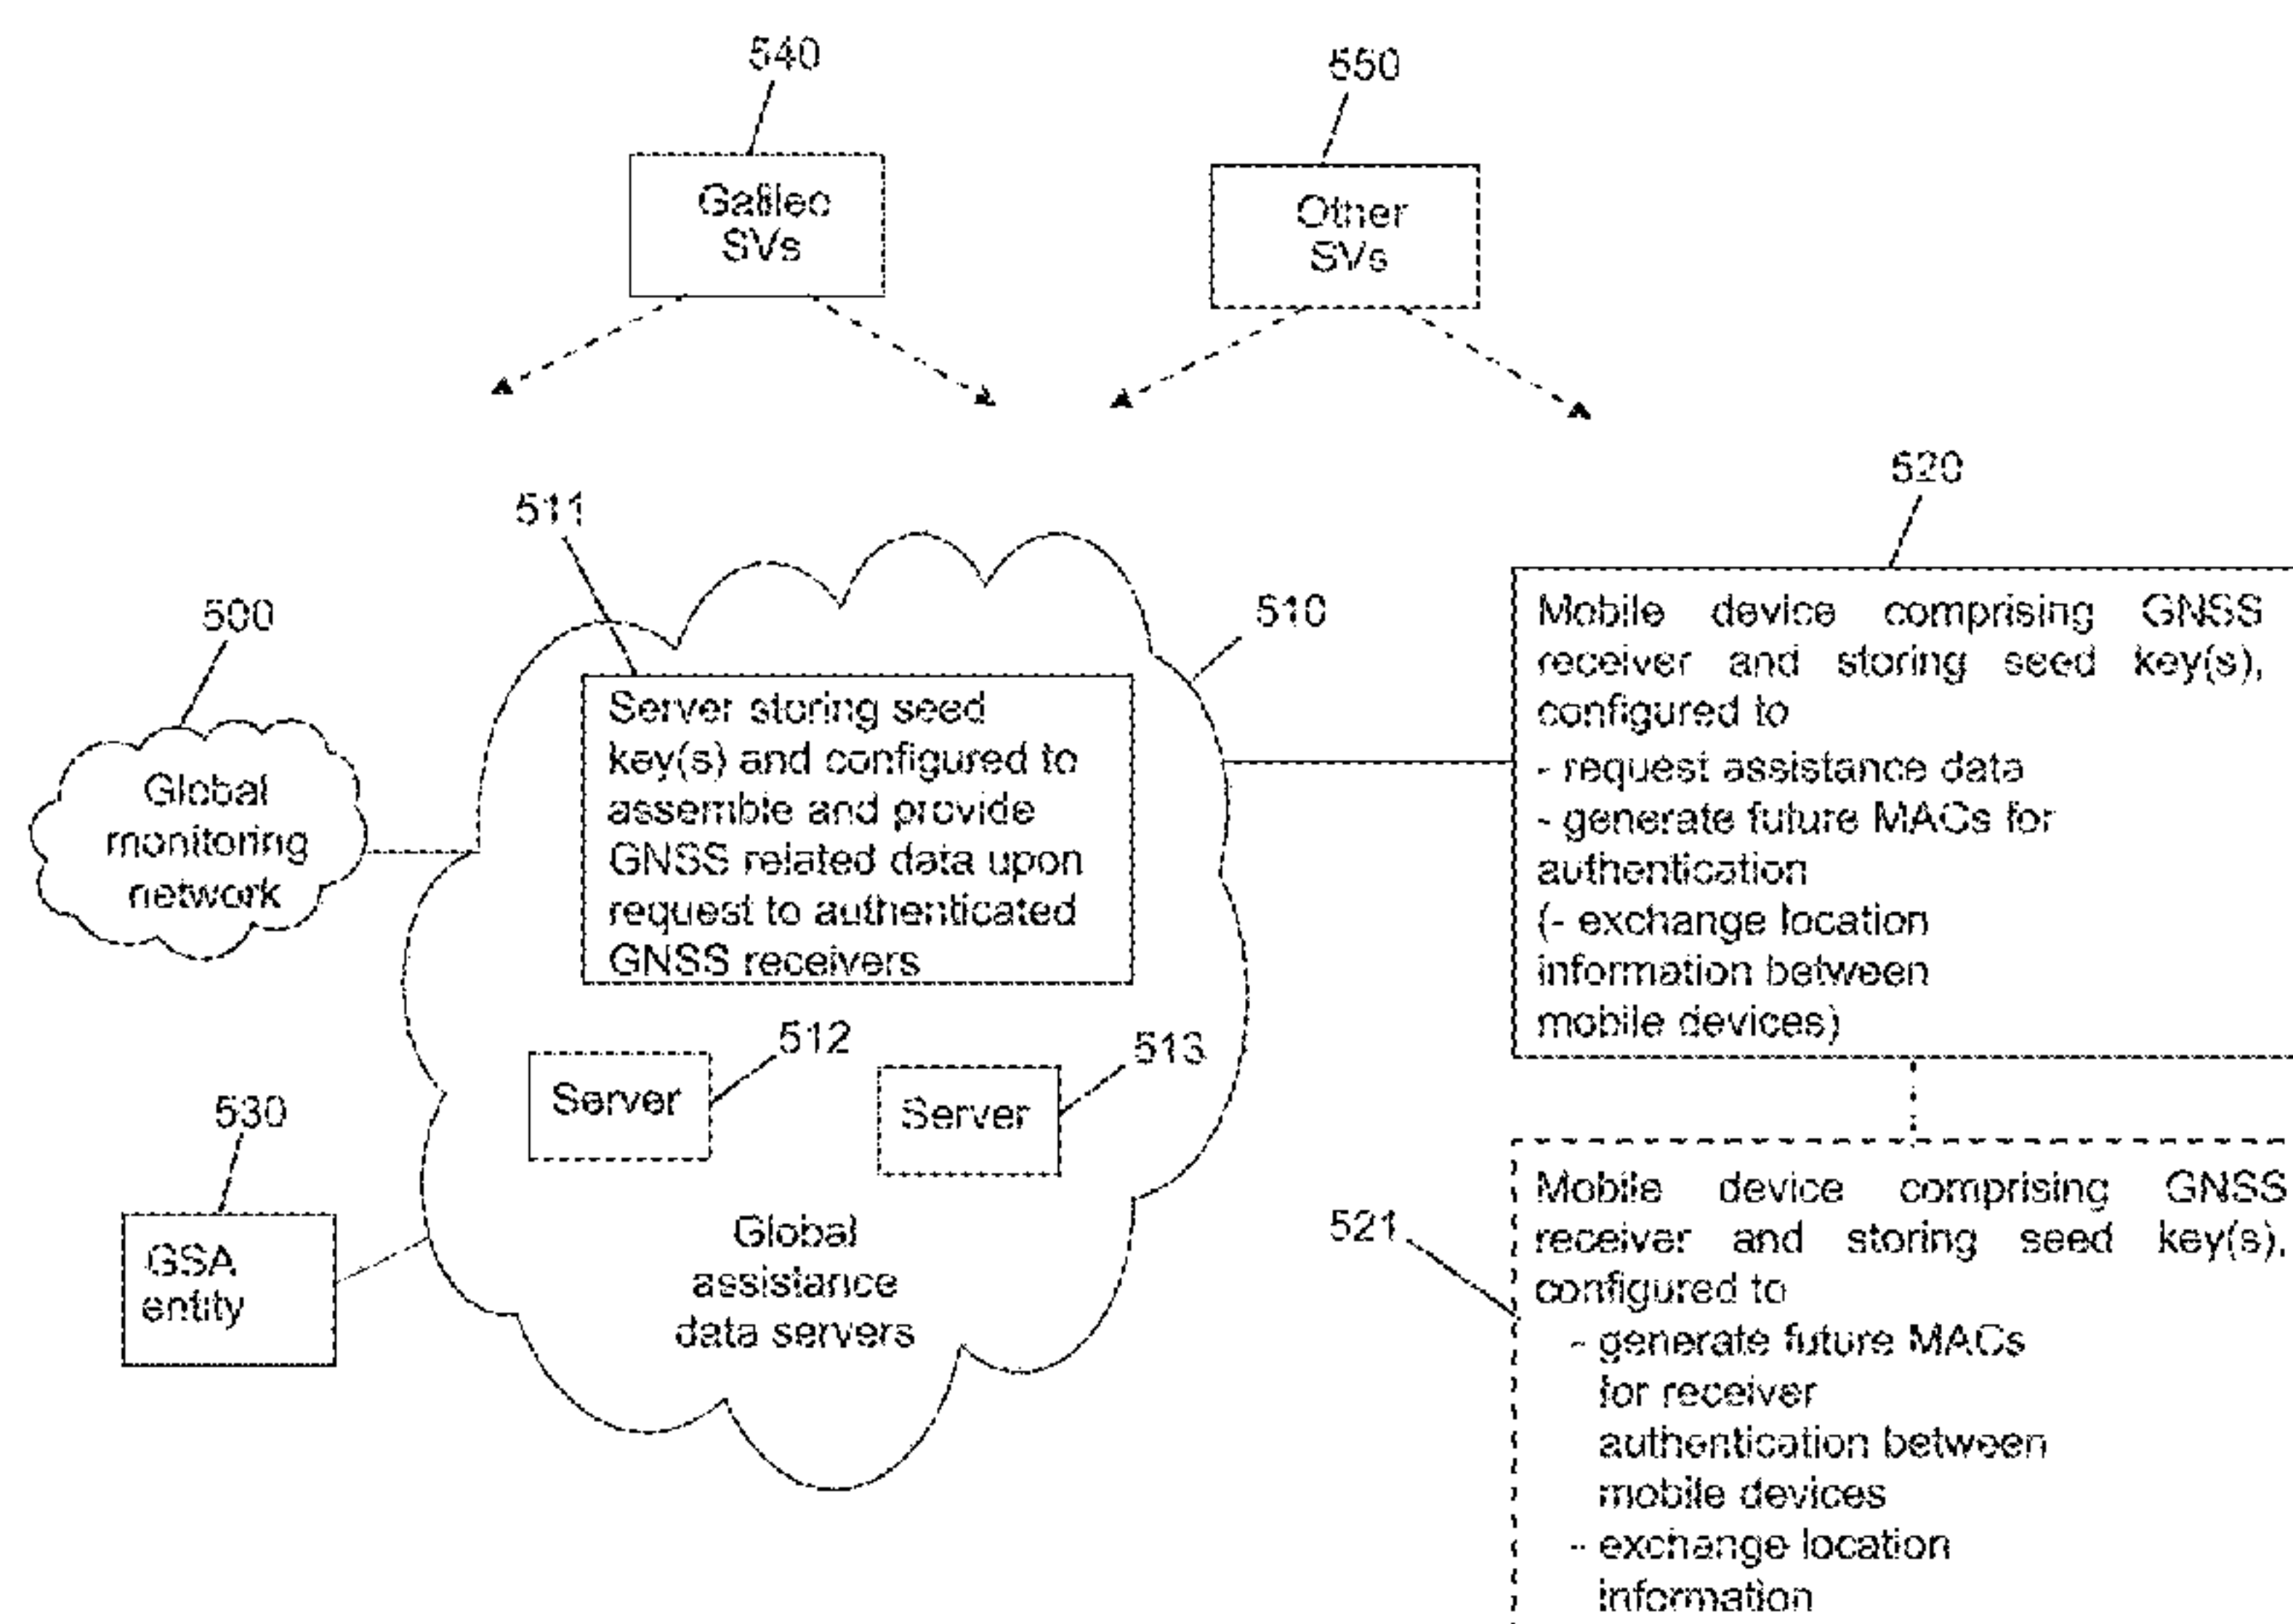 540
550
Galileo
SVs
Other
SVs
511
500
510
520
Global
monitoring
network
Server storing seed
key(s) and configured to
assemble and provide
GNSS related data upon
request to authenticated
GNSS receivers
512
Server
513
Server
Global
assistance
data servers
530
GSA
entity
Mobile device comprising GNSS
receiver and storing seed key(s),
configured to
- request assistance data
- generate future MACs for
authentication
(- exchange location
information between
mobile devices)
521
Mobile device comprising GNSS
receiver and storing seed key(s),
configured to
- generate future MACs
for receiver
authentication between
mobile devices
- exchange location
information